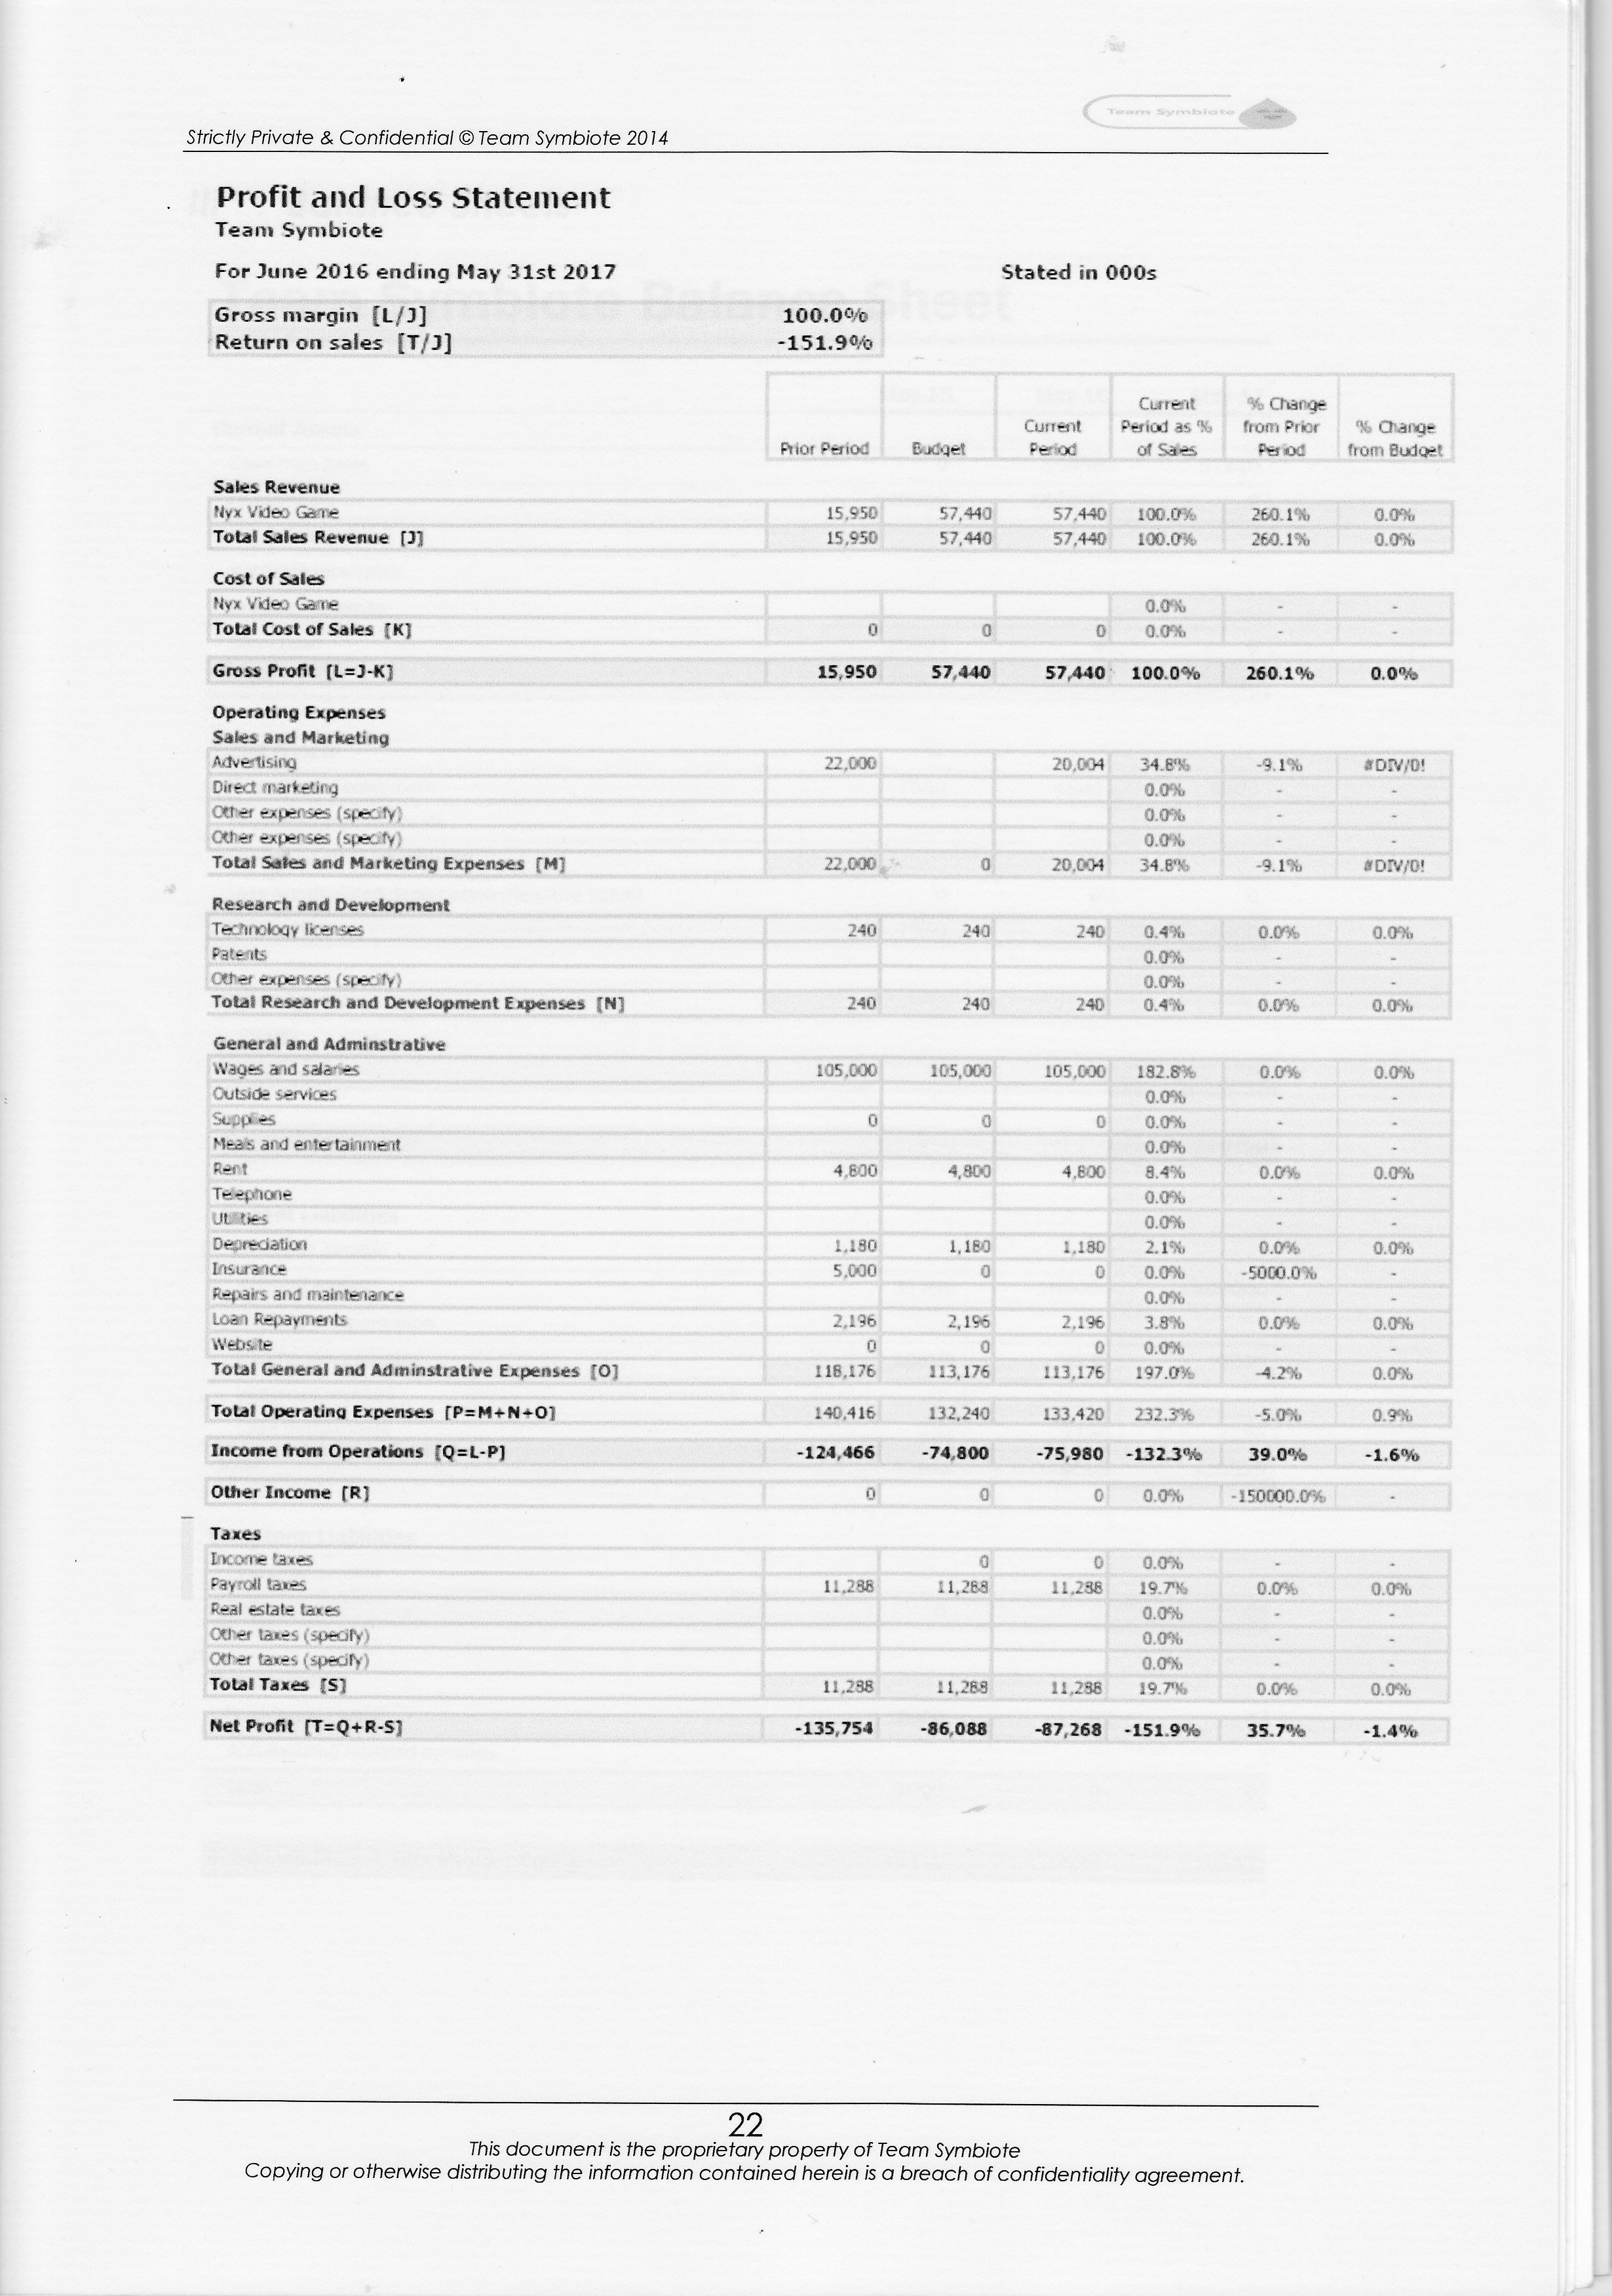 Team Symbiote
Strictly Private & Confidential © Team Symbiote 2014
Profit and Loss Statement
Team Symbiote
For June 2016 ending May 31st 2017 Stated in 000s
Gross margin [L/J] 100.0%
Return on sales [T/J] -151.9%
Prior Period Budget Current Period Current Period as % of Sales % Change from Prior Period % Change from Budget
Sales Revenue
Nyx Video Game 15,950 57,440 57,440 100.0% 260.1% 0.0%
Total Sales Revenue [J] 15,950 57,440 57,440 100.0% 260.1% 0.0%
Cost of Sales
Nyx Video Game 0.0% - -
Total Cost of Sales [K] 0 0 0 0.0% - -
Gross Profit [L=J-K] 15,950 57,440 57,440 100.0% 260.1% 0.0%
Operating Expenses
Sales and Marketing
Advertising 22,000 20,004 34.8% -9.1% #DIV/0!
Direct marketing 0.0% - -
Other expenses (specify) 0.0% - -
Other expenses (specify) 0.0% - -
Total Sales and Marketing Expenses [M] 22,000 0 20,004 34.8% -9.1% #DIV/0!
Research and Development
Technology licenses 240 240 240 0.4% 0.0% 0.0%
Patents 0.0% - -
Other expenses (specify) 0.0% - -
Total Research and Development Expenses [N] 240 240 240 0.4% 0.0% 0.0%
General and Adminstrative
Wages and salaries 105,000 105,000 105,000 182.8% 0.0% 0.0%
Outside services 0.0% - -
Supplies 0 0 0 0.0% - -
Meals and entertainment 0.0% - -
Rent 4,800 4,800 4,800 8.4% 0.0% 0.0%
Telephone 0.0% - -
Utilities 0.0% - -
Depreciation 1,180 1,180 1,180 2.1% 0.0% 0.0%
Insurance 5,000 0 0 0.0% -5000.0% -
Repairs and maintenance 0.0% - -
Loan Repayments 2,196 2,196 2,196 3.8% 0.0% 0.0%
Website 0 0 0 0.0% - -
Total General and Adminstrative Expenses [O] 118,176 113,176 113,176 197.0% -4.2% 0.0%
Total Operating Expenses [P=M+N+O] 140,416 132,240 133,420 232.3% -5.0% 0.9%
Income from Operations [Q=L-P] -124,466 -74,800 -75,980 -132.3% 39.0% -1.6%
Other Income [R] 0 0 0 0.0% -150000.0% -
Taxes
Income taxes 0 0 0.0% - -
Payroll taxes 11,288 11,288 11,288 19.7% 0.0% 0.0%
Real estate taxes 0.0% - -
Other taxes (specify) 0.0% - -
Other taxes (specify) 0.0% - -
Total Taxes [S] 11,288 11,288 11,288 19.7% 0.0% 0.0%
Net Profit [T=Q+R-S] -135,754 -86,088 -87,268 -151.9% 35.7% -1.4%
22
This document is the proprietary property of Team Symbiote
Copying or otherwise distributing the information contained herein is a breach of confidentiality agreement.